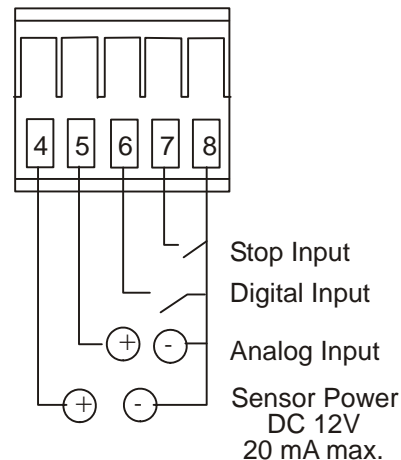 4 5 6 7 8
Stop Input
Digital Input
+ - Analog Input
+ - Sensor Power
DC 12V
20 mA max.